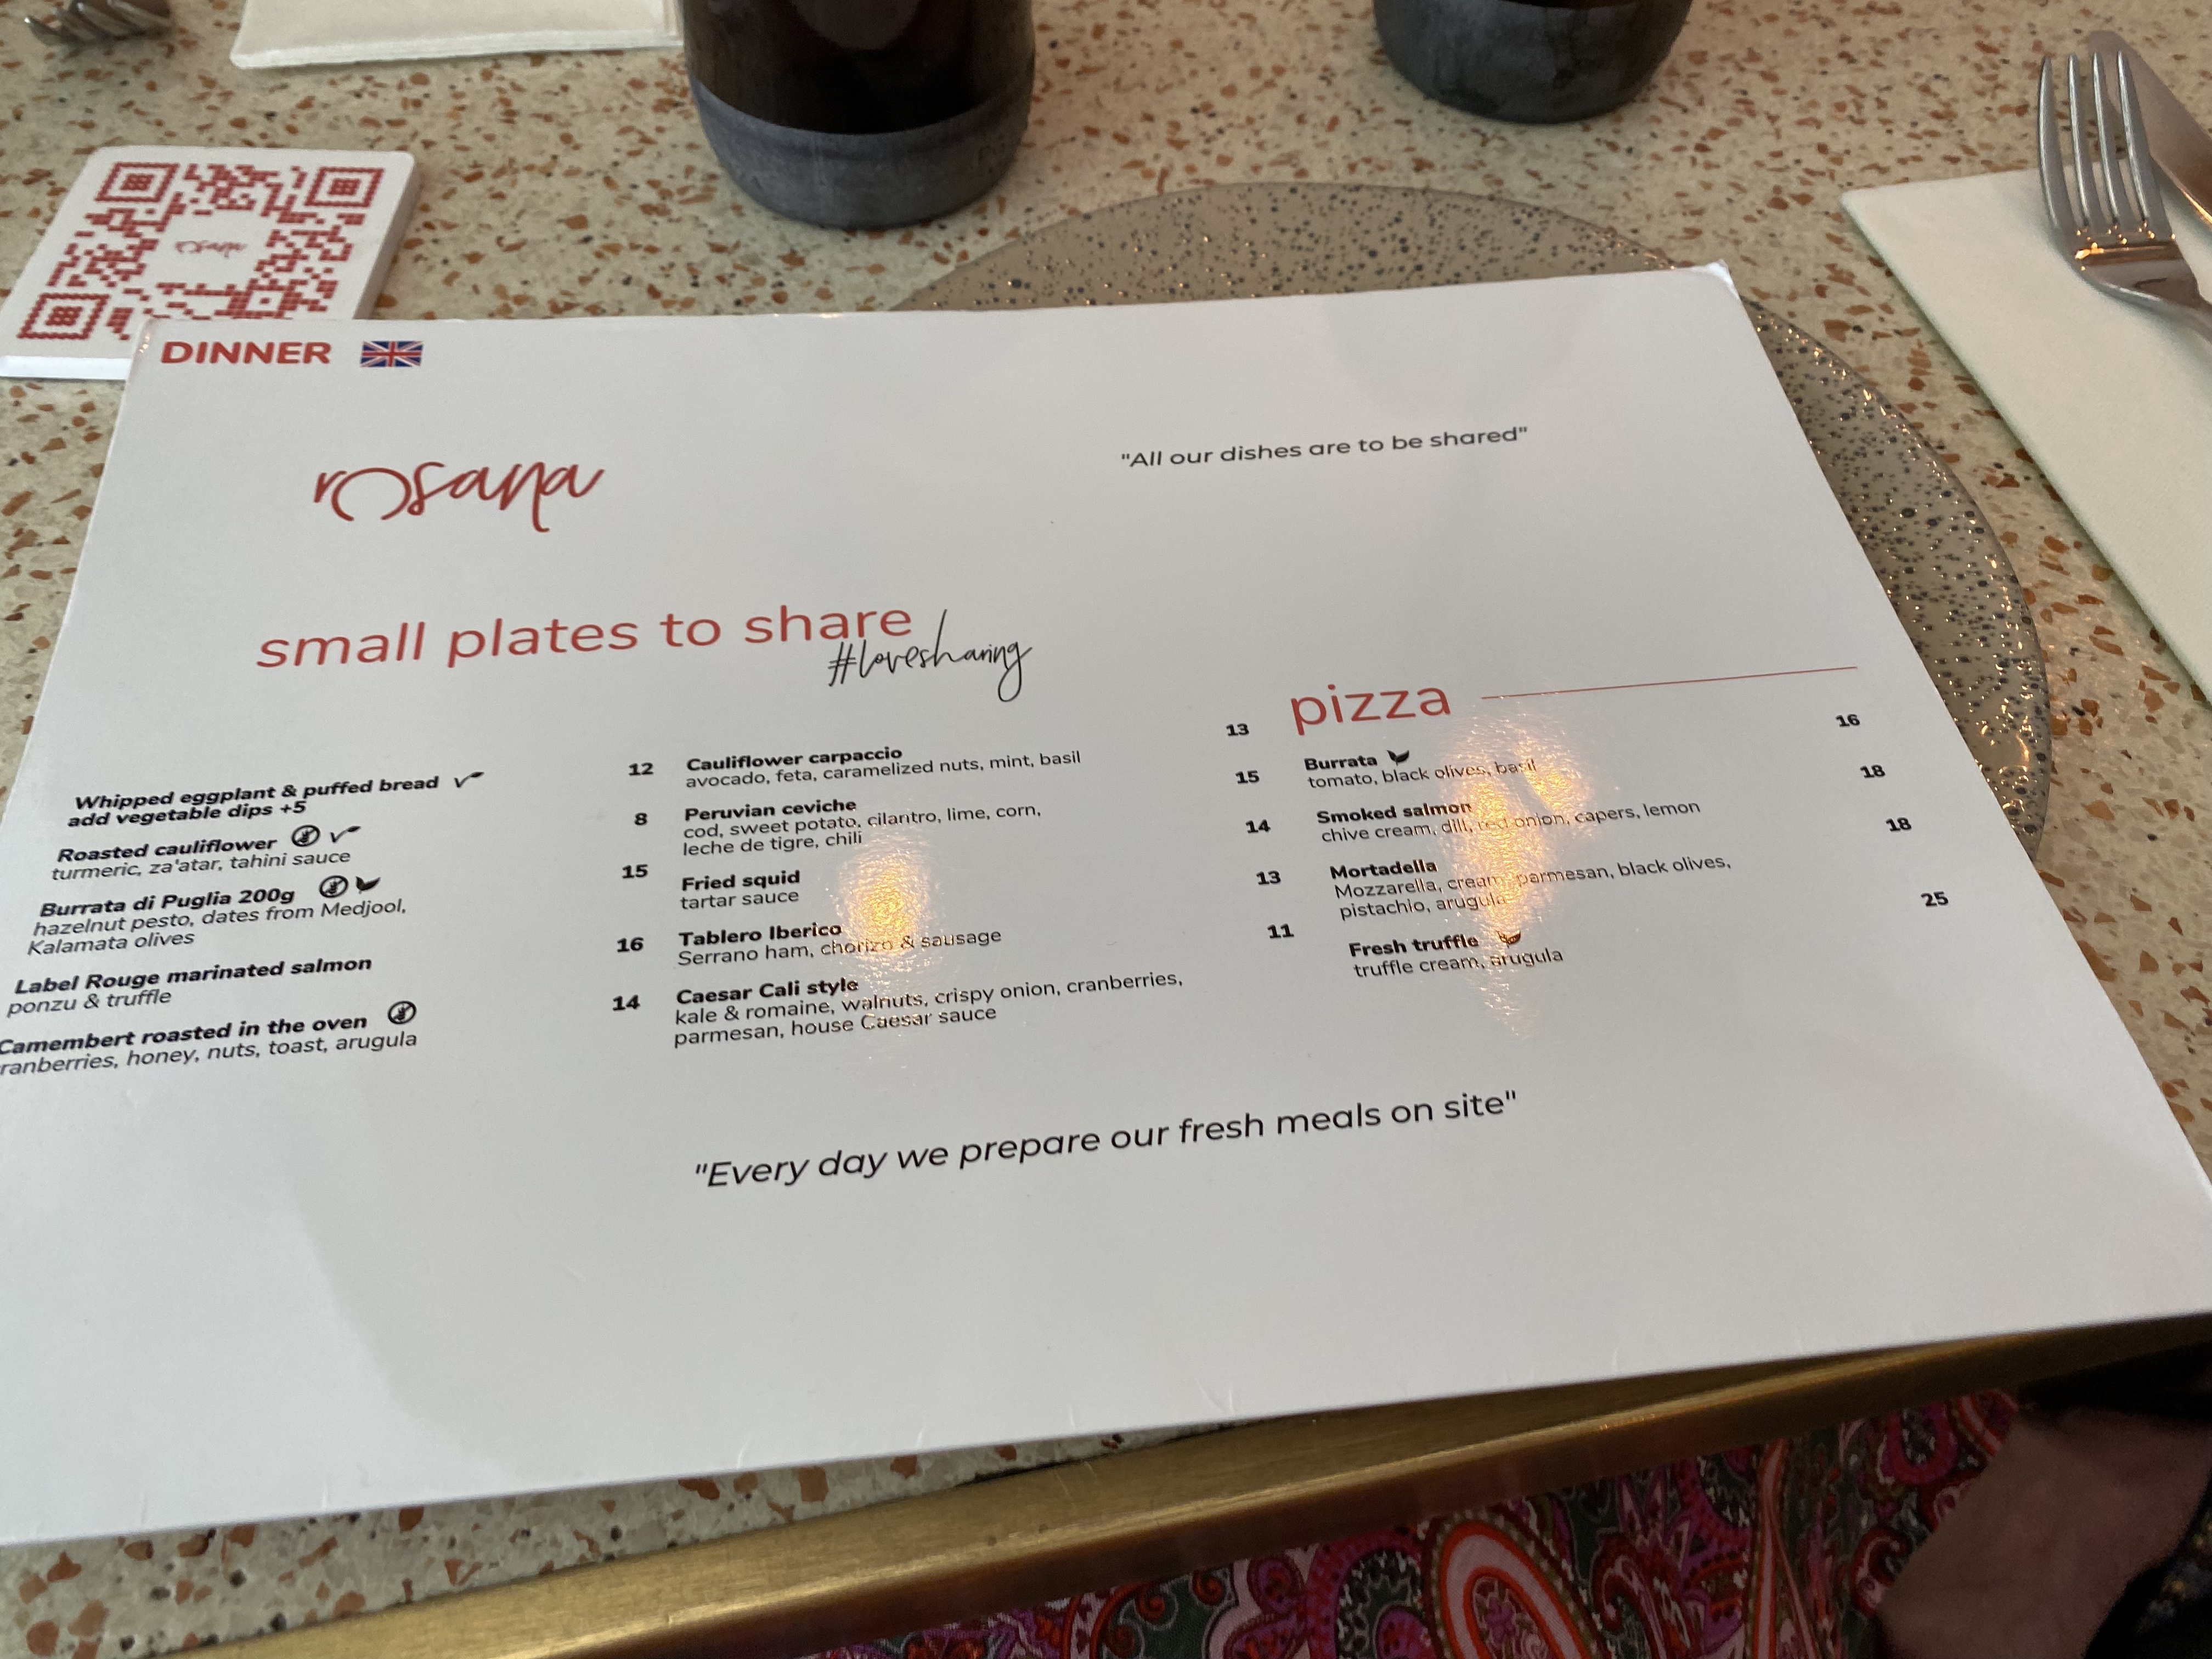 DINNER
rosana
"All our dishes are to be shared"
small plates to share
#lovesharing
Whipped eggplant & puffed bread 12
add vegetable dips +5
Roasted cauliflower 8
turmeric, za'atar, tahini sauce
Burrata di Puglia 200g 15
hazelnut pesto, dates from Medjool,
Kalamata olives
Label Rouge marinated salmon 16
ponzu & truffle
Camembert roasted in the oven 14
ranberries, honey, nuts, toast, arugula
Cauliflower carpaccio 13
avocado, feta, caramelized nuts, mint, basil
Peruvian ceviche 15
cod, sweet potato, cilantro, lime, corn,
leche de tigre, chili
Fried squid 14
tartar sauce
Tablero Iberico 13
Serrano ham, chorizo & sausage
Caesar Cali style 11
kale & romaine, walnuts, crispy onion, cranberries,
parmesan, house Caesar sauce
pizza
Burrata 16
tomato, black olives, basil
Smoked salmon 18
chive cream, dill, red onion, capers, lemon
Mortadella 18
Mozzarella, cream, parmesan, black olives,
pistachio, arugula
Fresh truffle 25
truffle cream, arugula
"Every day we prepare our fresh meals on site"
rosana